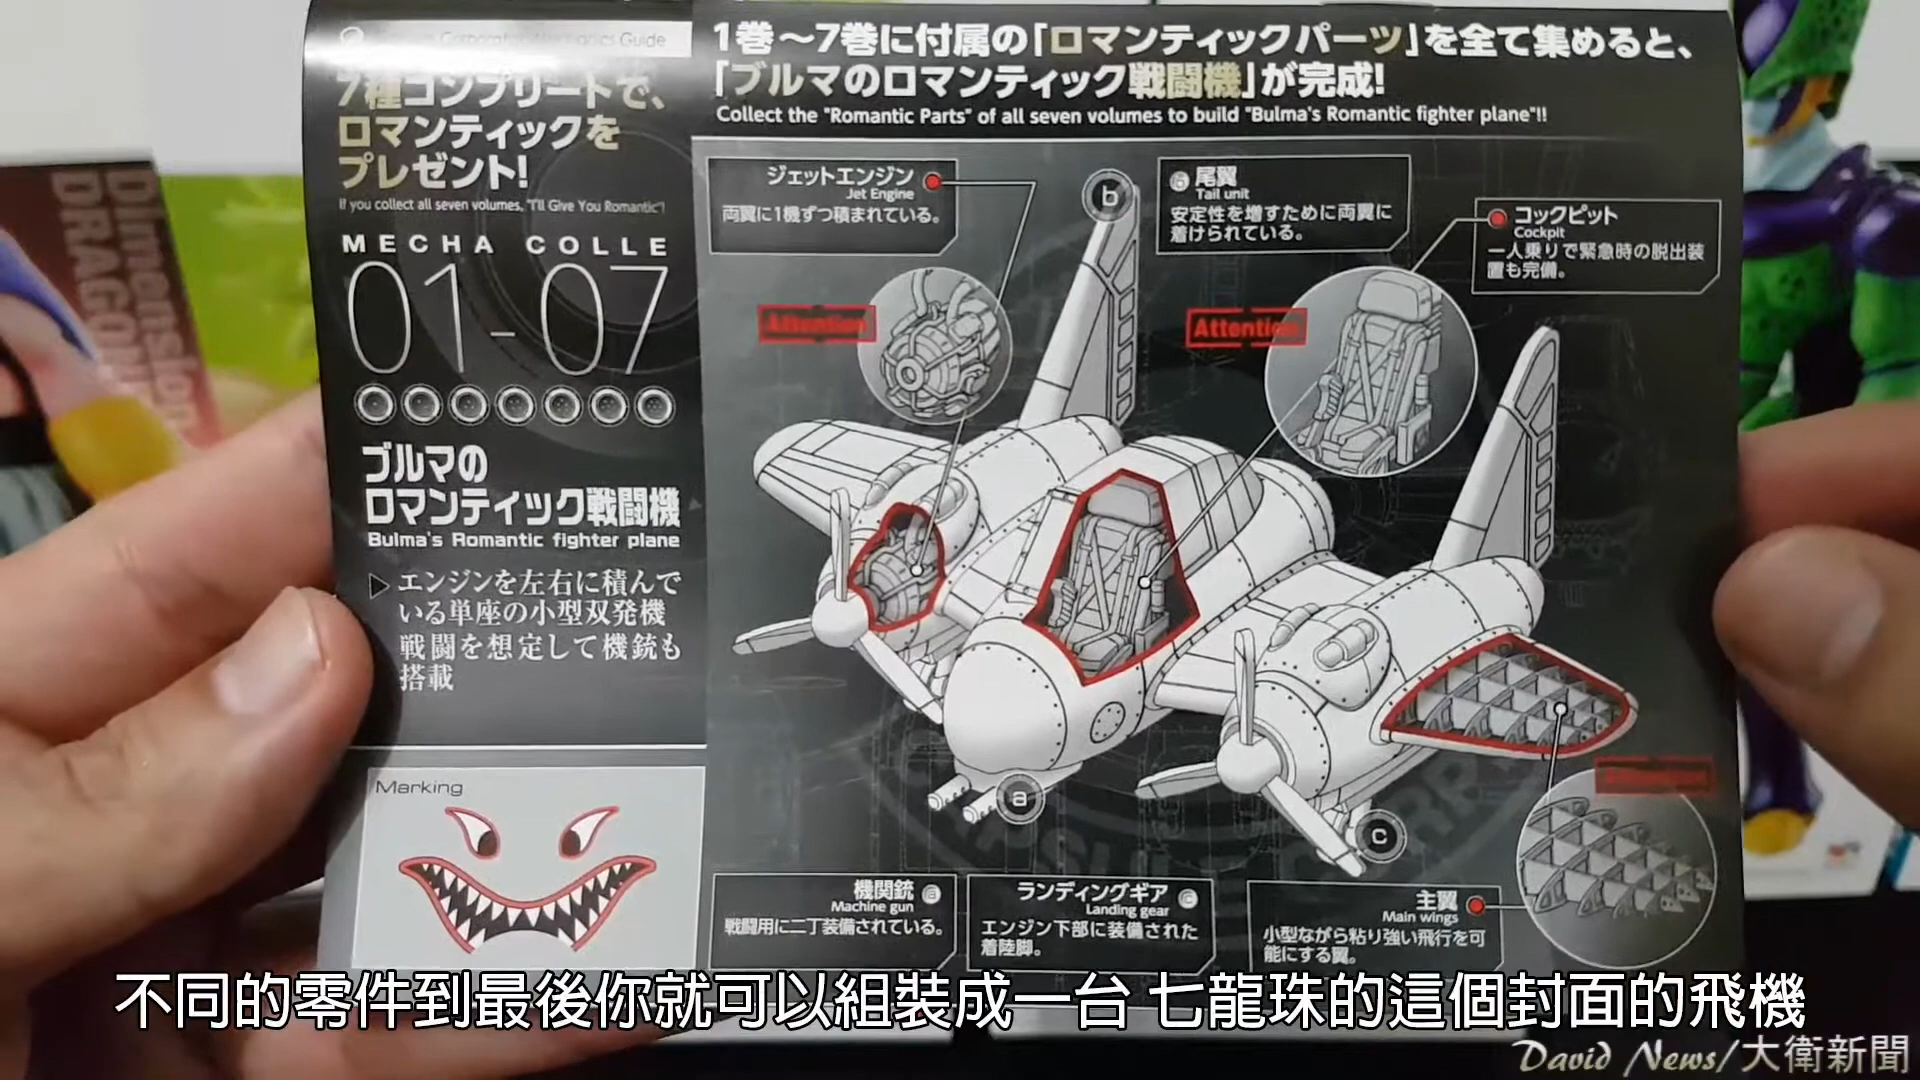 Guide
7種コンプリートで、
ロマンティックを
プレゼント!
If you collect all seven volumes, "I'll Give You Romantic"!
MECHA COLLE
01-07
ブルマの
ロマンティック戦闘機
Bulma's Romantic fighter plane
エンジンを左右に積んで
いる単座の小型双発機
戦闘を想定して機銃も
搭載
Marking
1巻～7巻に付属の「ロマンティックパーツ」を全て集めると、
「ブルマのロマンティック戦闘機」が完成!
Collect the "Romantic Parts" of all seven volumes to build "Bulma's Romantic fighter plane"!!
ジェットエンジン
Jet Engine
両翼に1機ずつ積まれている。
b
b 尾翼
Tail unit
安定性を増すために両翼に
着けられている。
コックピット
Cockpit
一人乗りで緊急時の脱出装
置も完備。
Attention
Attention
Attention
a
c
機関銃 a
Machine gun
戦闘用に二丁装備されている。
ランディングギア c
Landing gear
エンジン下部に装備された
着陸脚。
主翼
Main wings
小型ながら粘り強い飛行を可
能にする翼。
Dimension
DRAGON
不同的零件到最後你就可以組裝成一台 七龍珠的這個封面的飛機
David News/大衛新聞